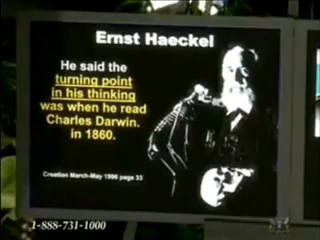 Ernst Haeckel
He said the
turning point
in his thinking
was when he read
Charles Darwin.
in 1860.
Creation March-May 1996 page 33
1-888-731-1000